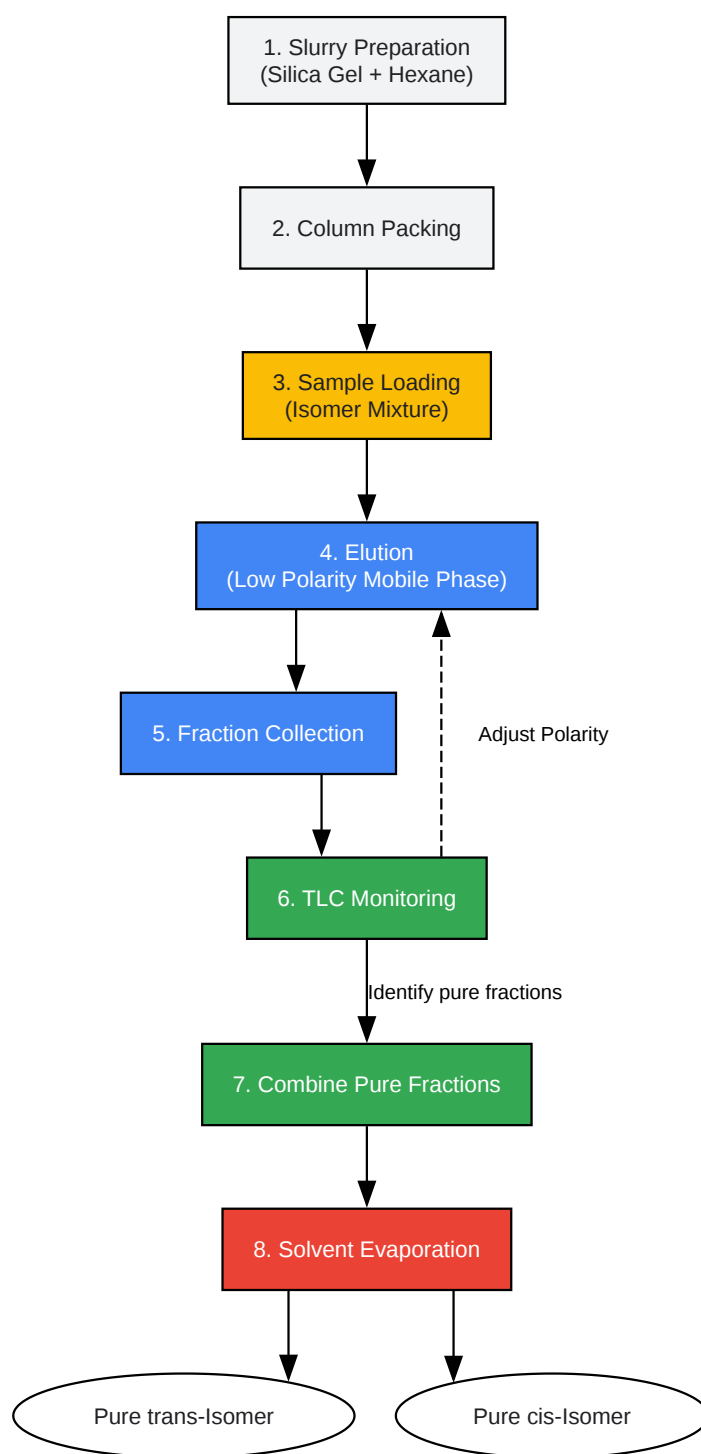 1. Slurry Preparation
(Silica Gel + Hexane)
2. Column Packing
3. Sample Loading
(Isomer Mixture)
4. Elution
(Low Polarity Mobile Phase)
5. Fraction Collection
Adjust Polarity
6. TLC Monitoring
Identify pure fractions
7. Combine Pure Fractions
8. Solvent Evaporation
Pure trans-Isomer
Pure cis-Isomer